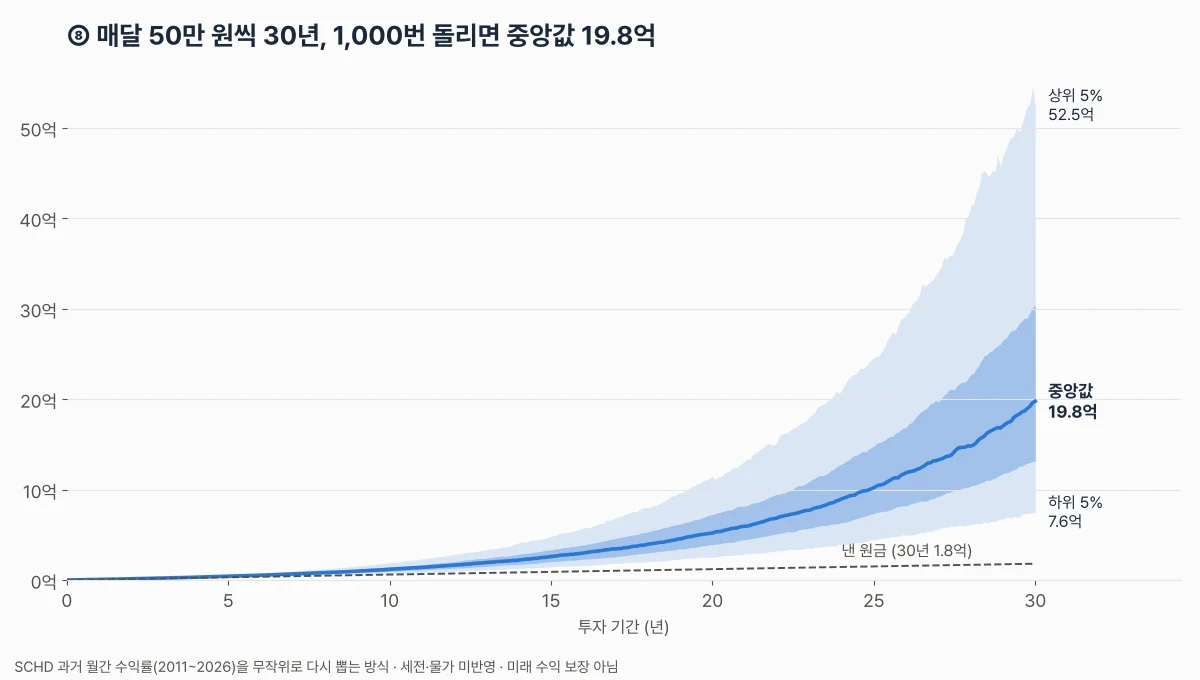 ⑧ 매달 50만 원씩 30년, 1,000번 돌리면 중앙값 19.8억
상위 5%
52.5억
50억
40억
30억
20억
중앙값
19.8억
10억
하위 5%
7.6억
낸 원금 (30년 1.8억)
0억
0 5 10 15 20 25 30
투자 기간 (년)
SCHD 과거 월간 수익률(2011~2026)을 무작위로 다시 뽑는 방식 · 세전·물가 미반영 · 미래 수익 보장 아님